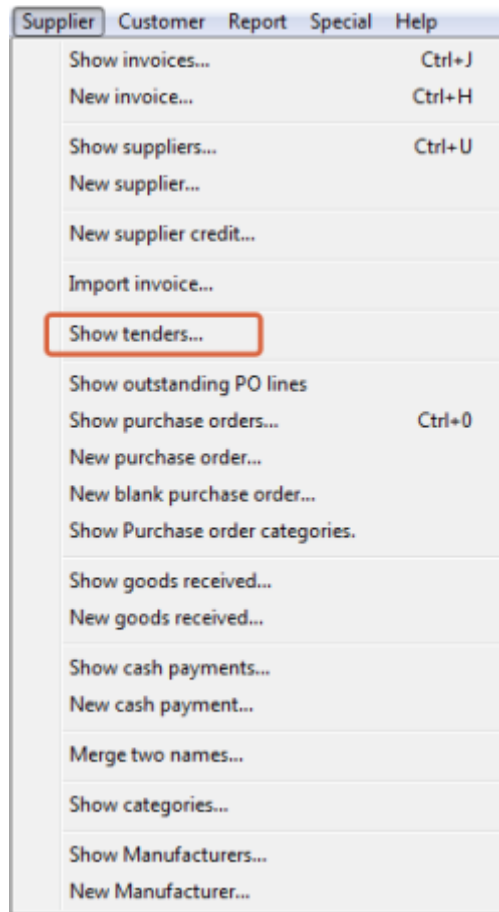 Supplier Customer Report Special Help
Show invoices... Ctrl+J
New invoice... Ctrl+H
Show suppliers... Ctrl+U
New supplier...
New supplier credit...
Import invoice...
Show tenders...
Show outstanding PO lines
Show purchase orders... Ctrl+0
New purchase order...
New blank purchase order...
Show Purchase order categories.
Show goods received...
New goods received...
Show cash payments...
New cash payment...
Merge two names...
Show categories...
Show Manufacturers...
New Manufacturer...